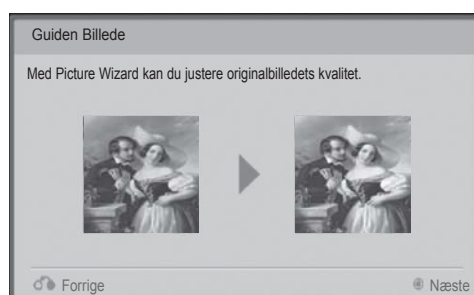 Guiden Billede
Med Picture Wizard kan du justere originalbilledets kvalitet.
Forrige
Næste